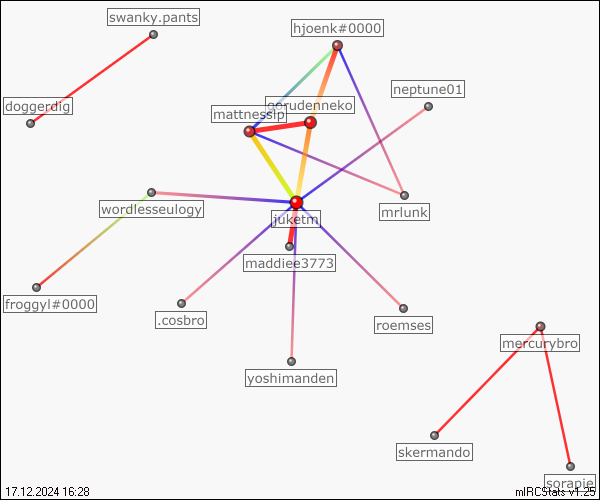 swanky.pants
hjoenk#0000
neptune01
doggerdig
gorudenneko
mattnessip
wordlesseulogy
mrlunk
juketm
maddiee3773
froggyl#0000
.cosbro
roemses
mercurybro
yoshimanden
skermando
sorapie
17.12.2024 16:28
mIRCStats v1.25